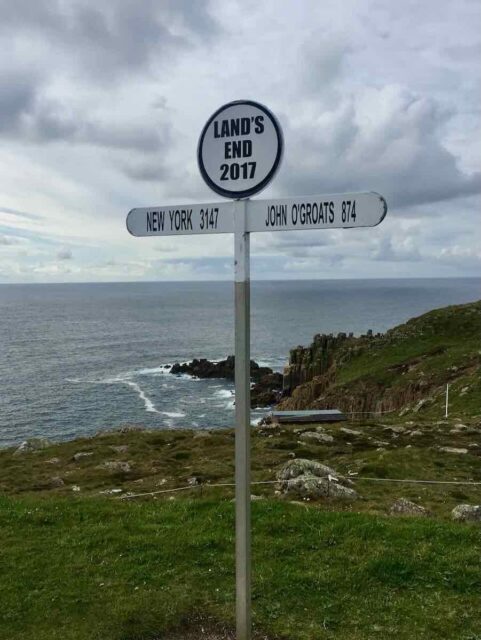 LAND'S
END
2017
NEW YORK 3147
JOHN O'GROATS 874